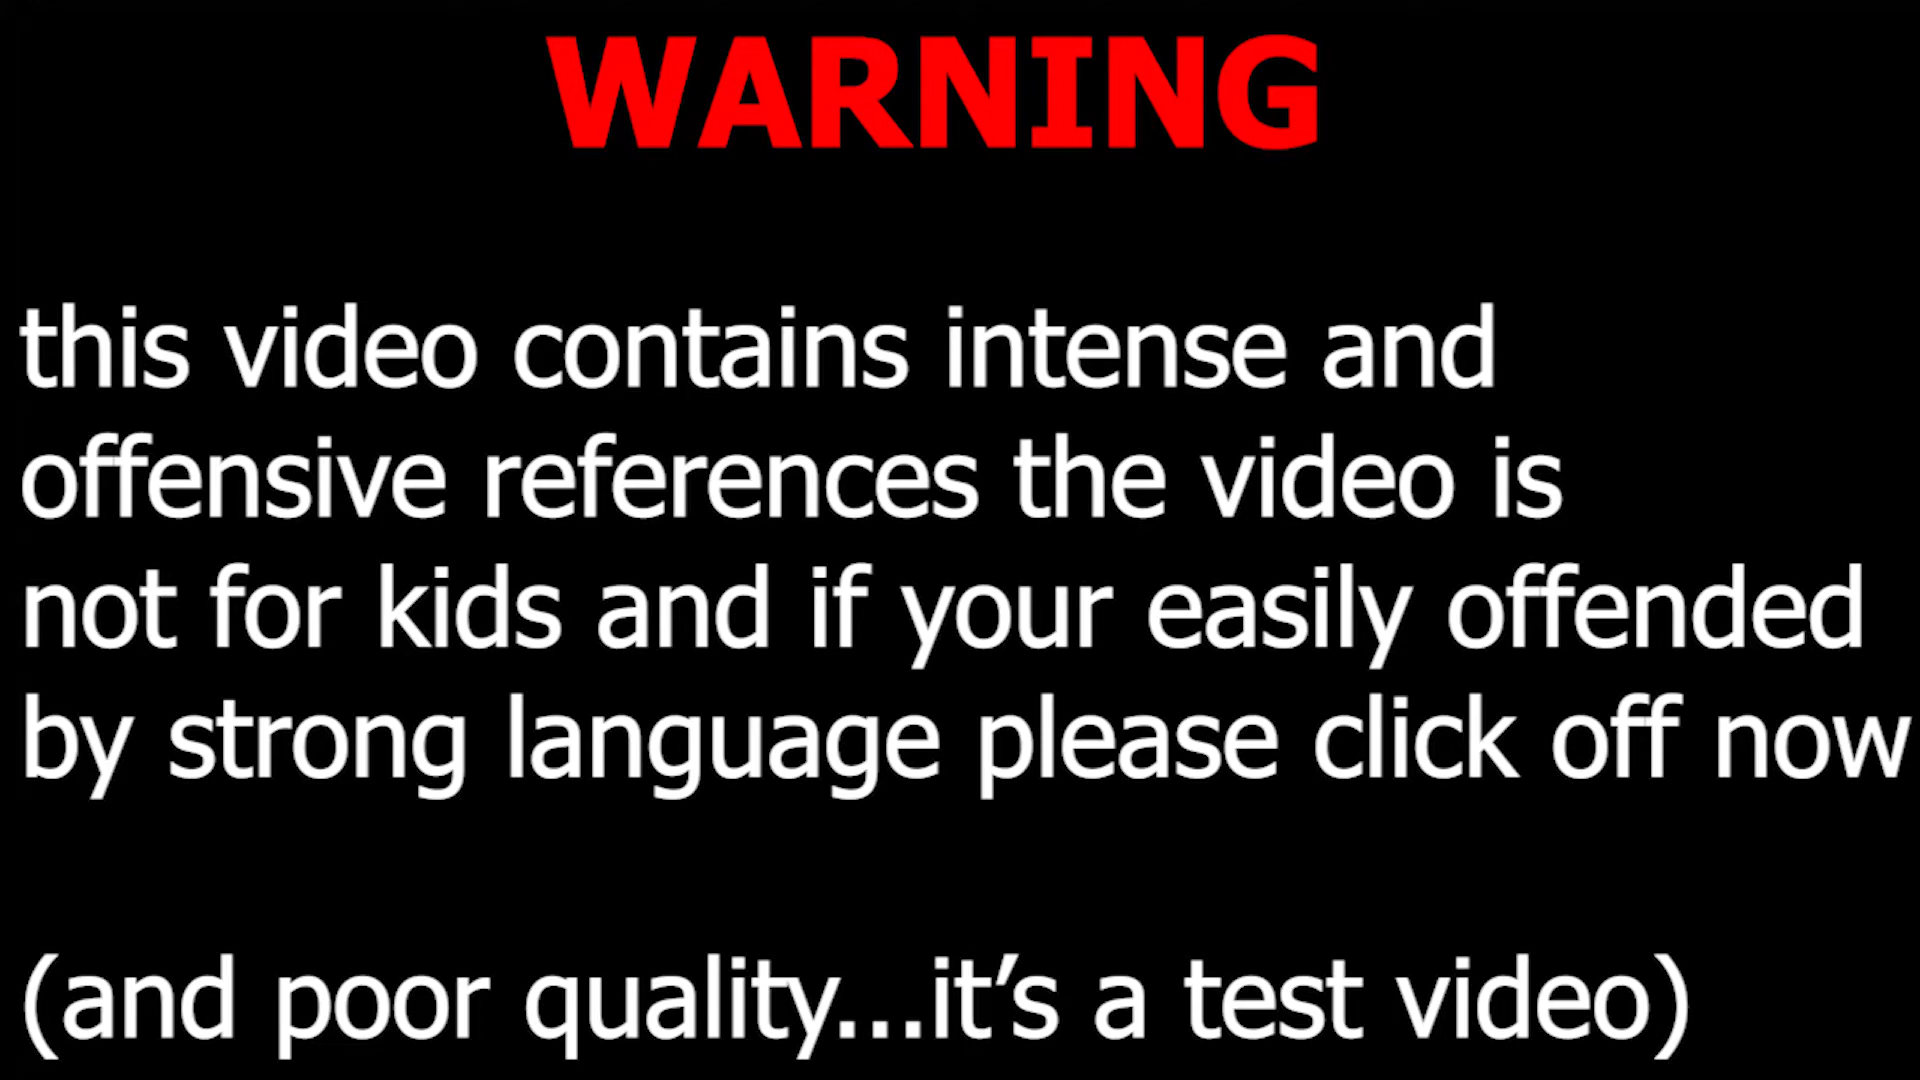 WARNING
this video contains intense and
offensive references the video is
not for kids and if your easily offended
by strong language please click off now
(and poor quality...it’s a test video)